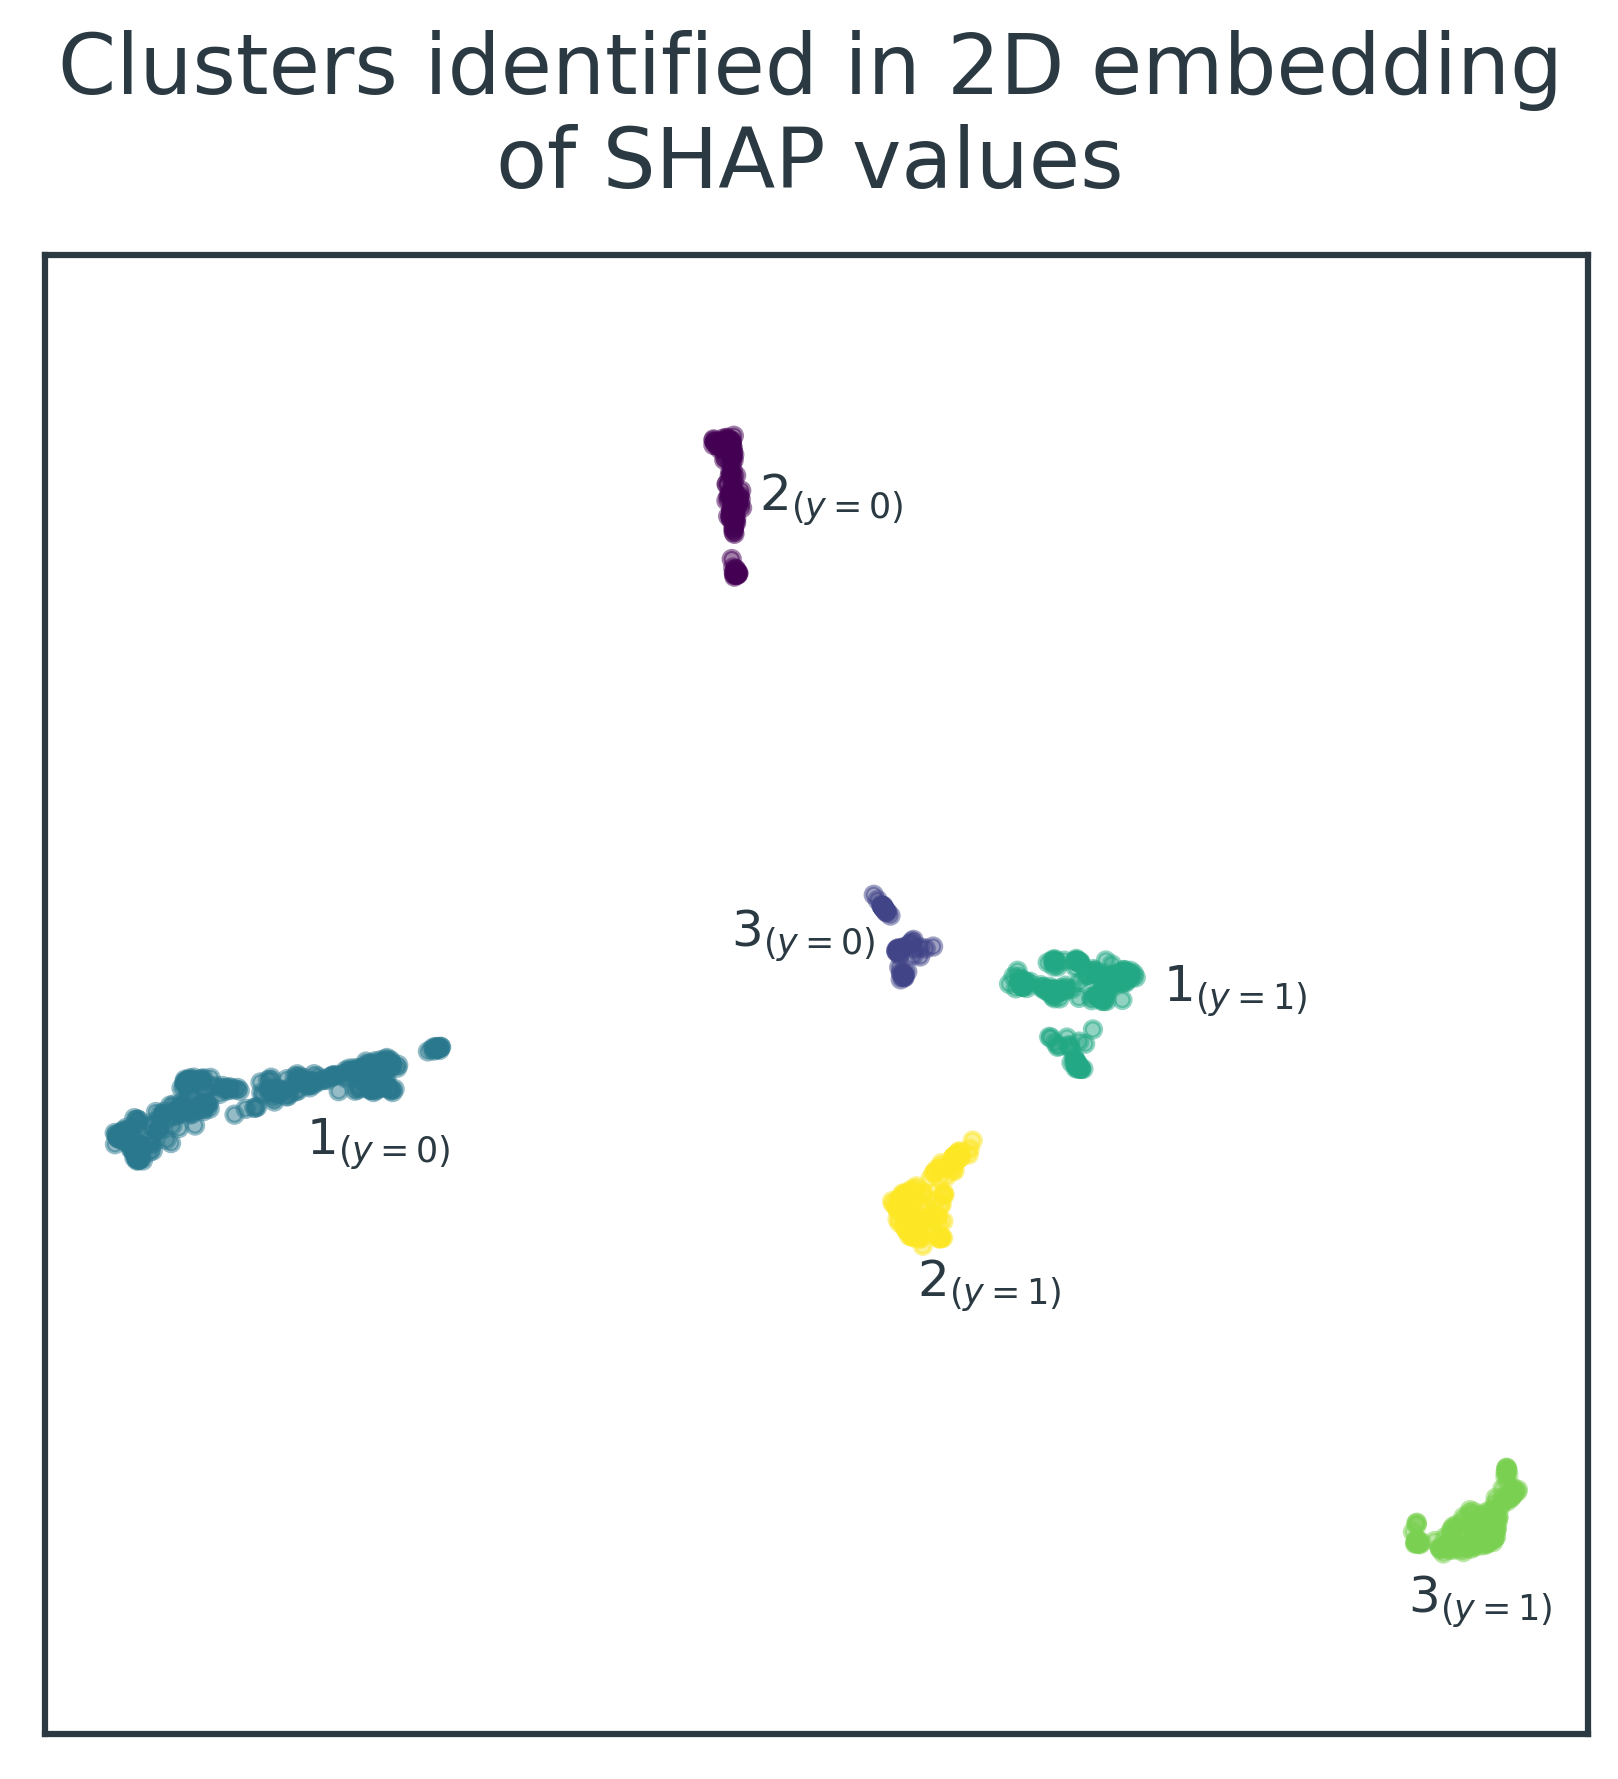 Clusters identified in 2D embedding
of SHAP values
2(y = 0)
3(y = 0)
1(y = 1)
1(y = 0)
2(y = 1)
3(y = 1)